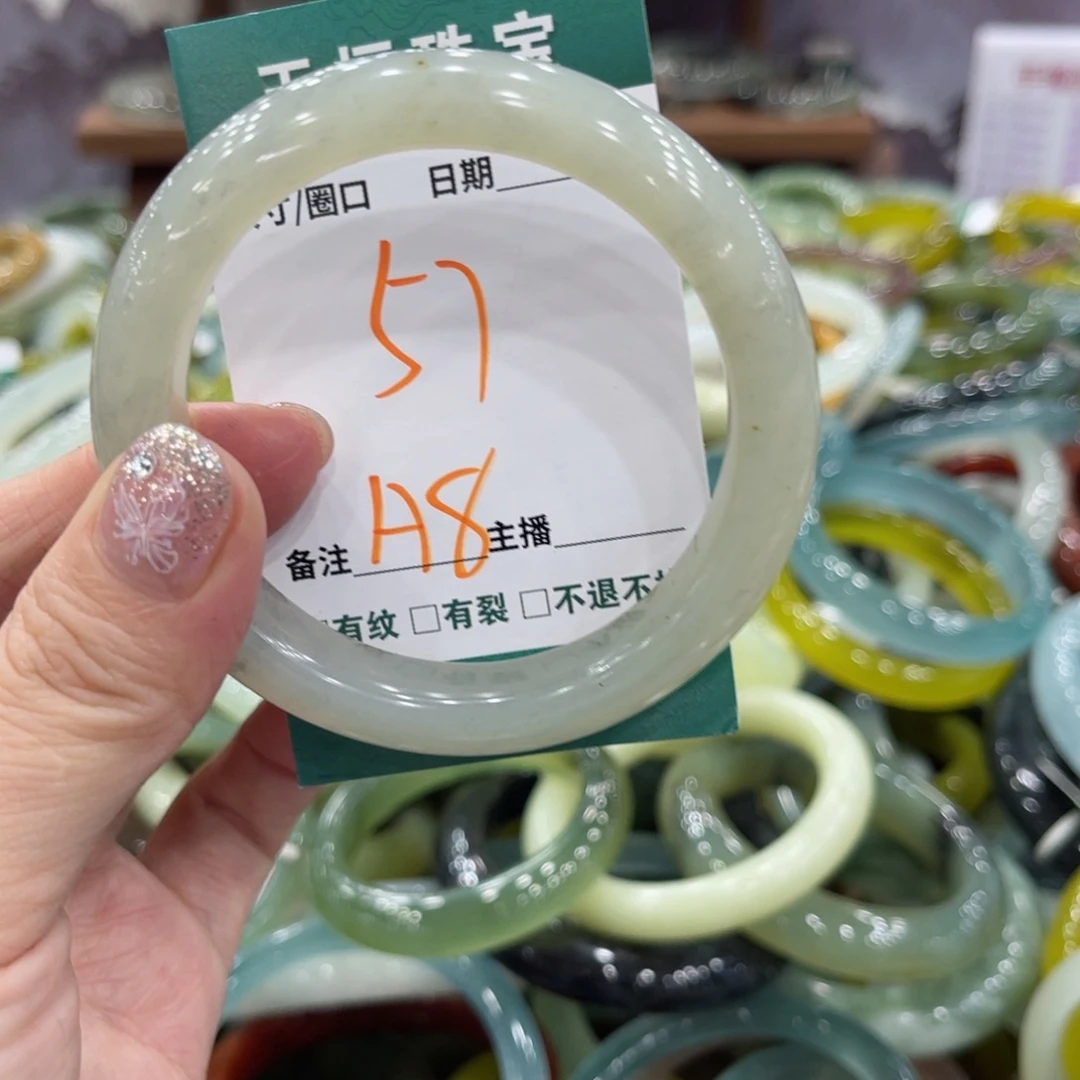 珠宝
寸/圈口 日期
57
A8
备注 主播
有纹 □有裂 □不退不